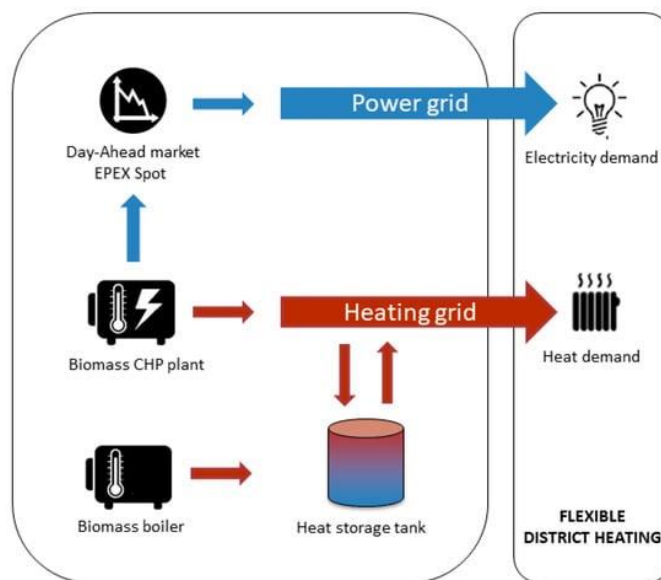 Power grid
Day-Ahead market
EPEX Spot
Electricity demand
Heating grid
Biomass CHP plant
Heat demand
Biomass boiler
Heat storage tank
FLEXIBLE
DISTRICT HEATING